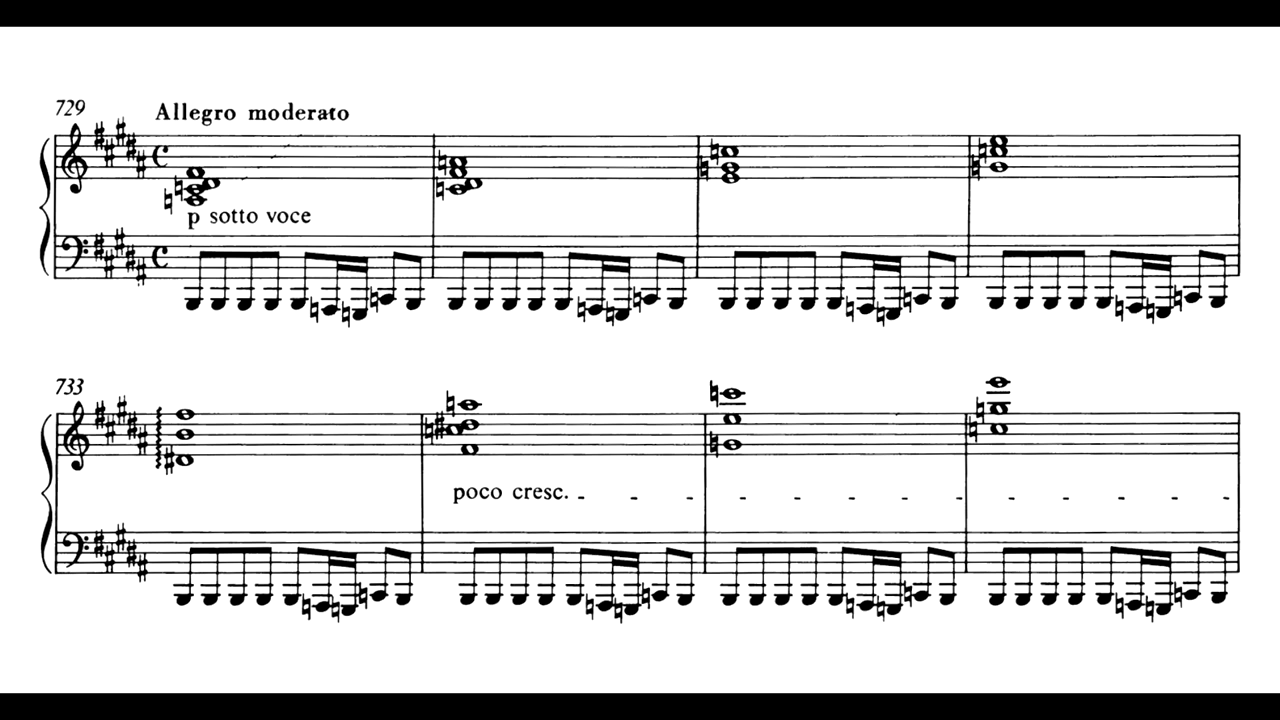 729
Allegro moderato
p sotto voce
733
poco cresc.